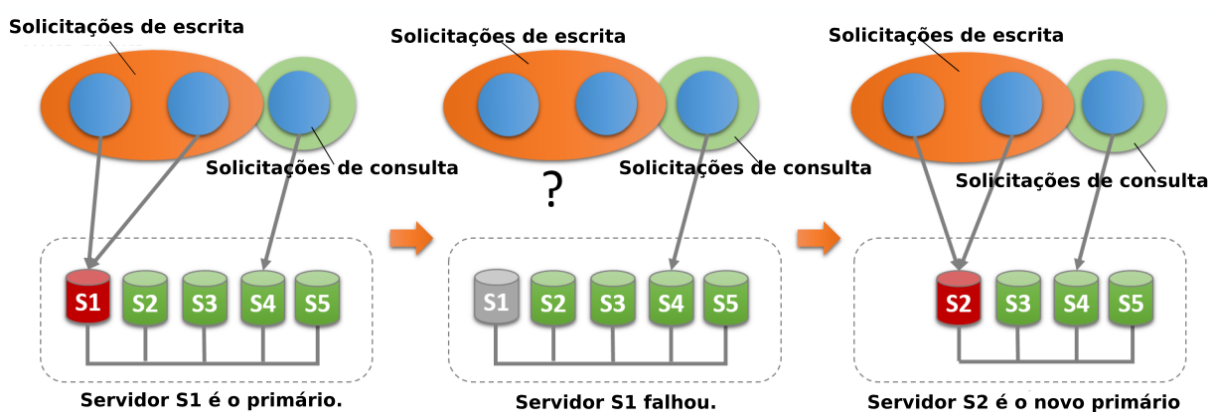 Solicitações de escrita
Solicitações de consulta
S1 S2 S3 S4 S5
Servidor S1 é o primário.
Solicitações de escrita
Solicitações de consulta
?
S1 S2 S3 S4 S5
Servidor S1 falhou.
Solicitações de escrita
Solicitações de consulta
S2 S3 S4 S5
Servidor S2 é o novo primário